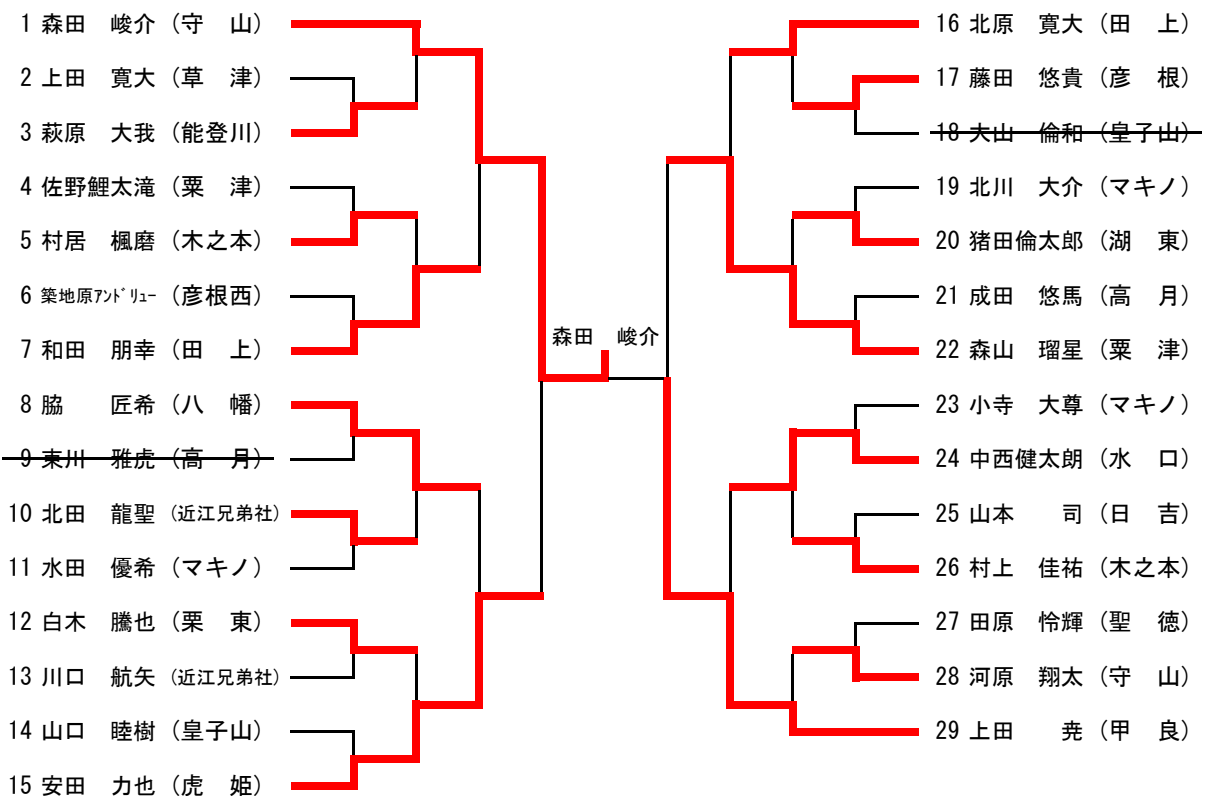 1 森田　峻介（守　山）
2 上田　寛大（草　津）
3 萩原　大我（能登川）
4 佐野鯉太滝（粟　津）
5 村居　楓磨（木之本）
6 築地原ｱﾝﾄﾞﾘｭｰ（彦根西）
7 和田　朋幸（田　上）
8 脇　　匠希（八　幡）
9 東川　雅虎（高　月）
10 北田　龍聖（近江兄弟社）
11 水田　優希（マキノ）
12 白木　騰也（栗　東）
13 川口　航矢（近江兄弟社）
14 山口　睦樹（皇子山）
15 安田　力也（虎　姫）
森田　峻介
16 北原　寛大（田　上）
17 藤田　悠貴（彦　根）
18 大山　倫和（皇子山）
19 北川　大介（マキノ）
20 猪田倫太郎（湖　東）
21 成田　悠馬（高　月）
22 森山　瑠星（粟　津）
23 小寺　大尊（マキノ）
24 中西健太朗（水　口）
25 山本　　司（日　吉）
26 村上　佳祐（木之本）
27 田原　怜輝（聖　徳）
28 河原　翔太（守　山）
29 上田　　尭（甲　良）